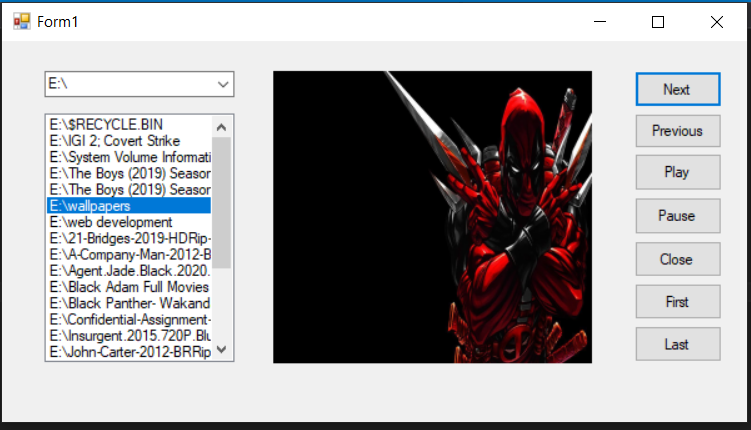 Form1
E:\
E:\$RECYCLE.BIN
E:\IGI 2; Covert Strike
E:\System Volume Informati
E:\The Boys (2019) Season
E:\The Boys (2019) Season
E:\wallpapers
E:\web development
E:\21-Bridges-2019-HDRip-
E:\A-Company-Man-2012-B
E:\Agent.Jade.Black.2020.
E:\Black Adam Full Movies
E:\Black Panther- Wakand
E:\Confidential-Assignment-
E:\Insurgent.2015.720P.Blu
E:\John-Carter-2012-BRRip
Next
Previous
Play
Pause
Close
First
Last